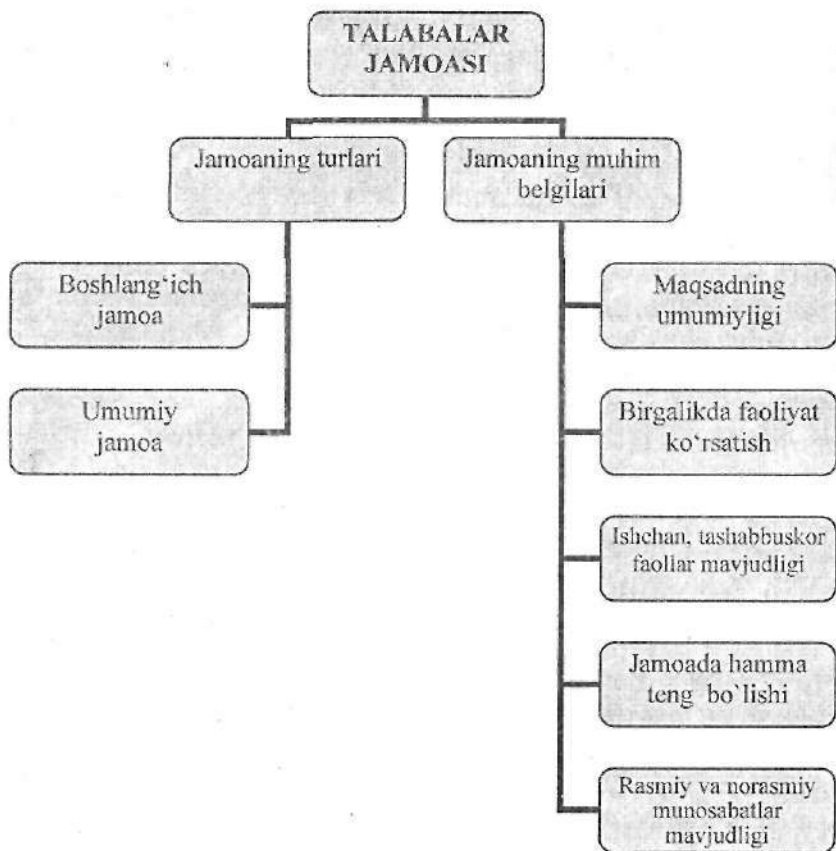 TALABALAR
JAMOASI
Jamoaning turlari
Jamoaning muhim
belgilari
Boshlang‘ich
jamoa
Umumiy
jamoa
Maqsadning
umumiyligi
Birgalikda faoliyat
ko‘rsatish
Ishchan, tashabbuskor
faollar mavjudligi
Jamoada hamma
teng bo`lishi
Rasmiy va norasmiy
munosabatlar
mavjudligi